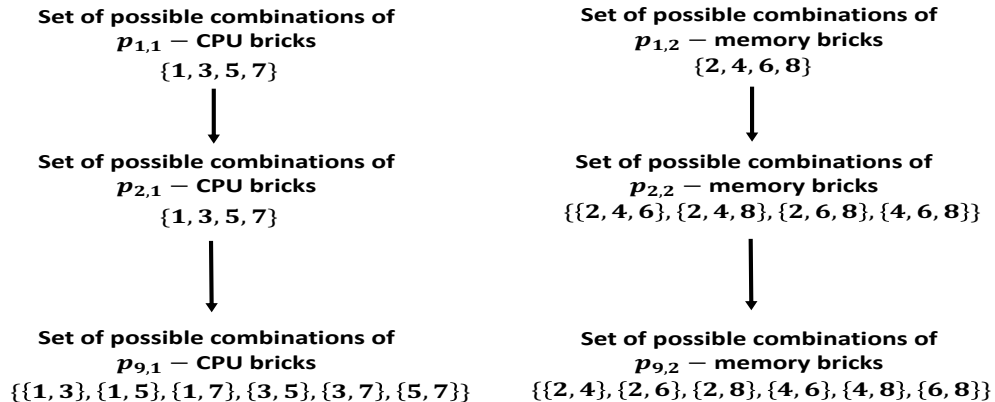 Set of possible combinations of
p₁,₁ − CPU bricks
{1, 3, 5, 7}
Set of possible combinations of
p₂,₁ − CPU bricks
{1, 3, 5, 7}
Set of possible combinations of
p₉,₁ − CPU bricks
{{1, 3}, {1, 5}, {1, 7}, {3, 5}, {3, 7}, {5, 7}}
Set of possible combinations of
p₁,₂ − memory bricks
{2, 4, 6, 8}
Set of possible combinations of
p₂,₂ − memory bricks
{{2, 4, 6}, {2, 4, 8}, {2, 6, 8}, {4, 6, 8}}
Set of possible combinations of
p₉,₂ − memory bricks
{{2, 4}, {2, 6}, {2, 8}, {4, 6}, {4, 8}, {6, 8}}